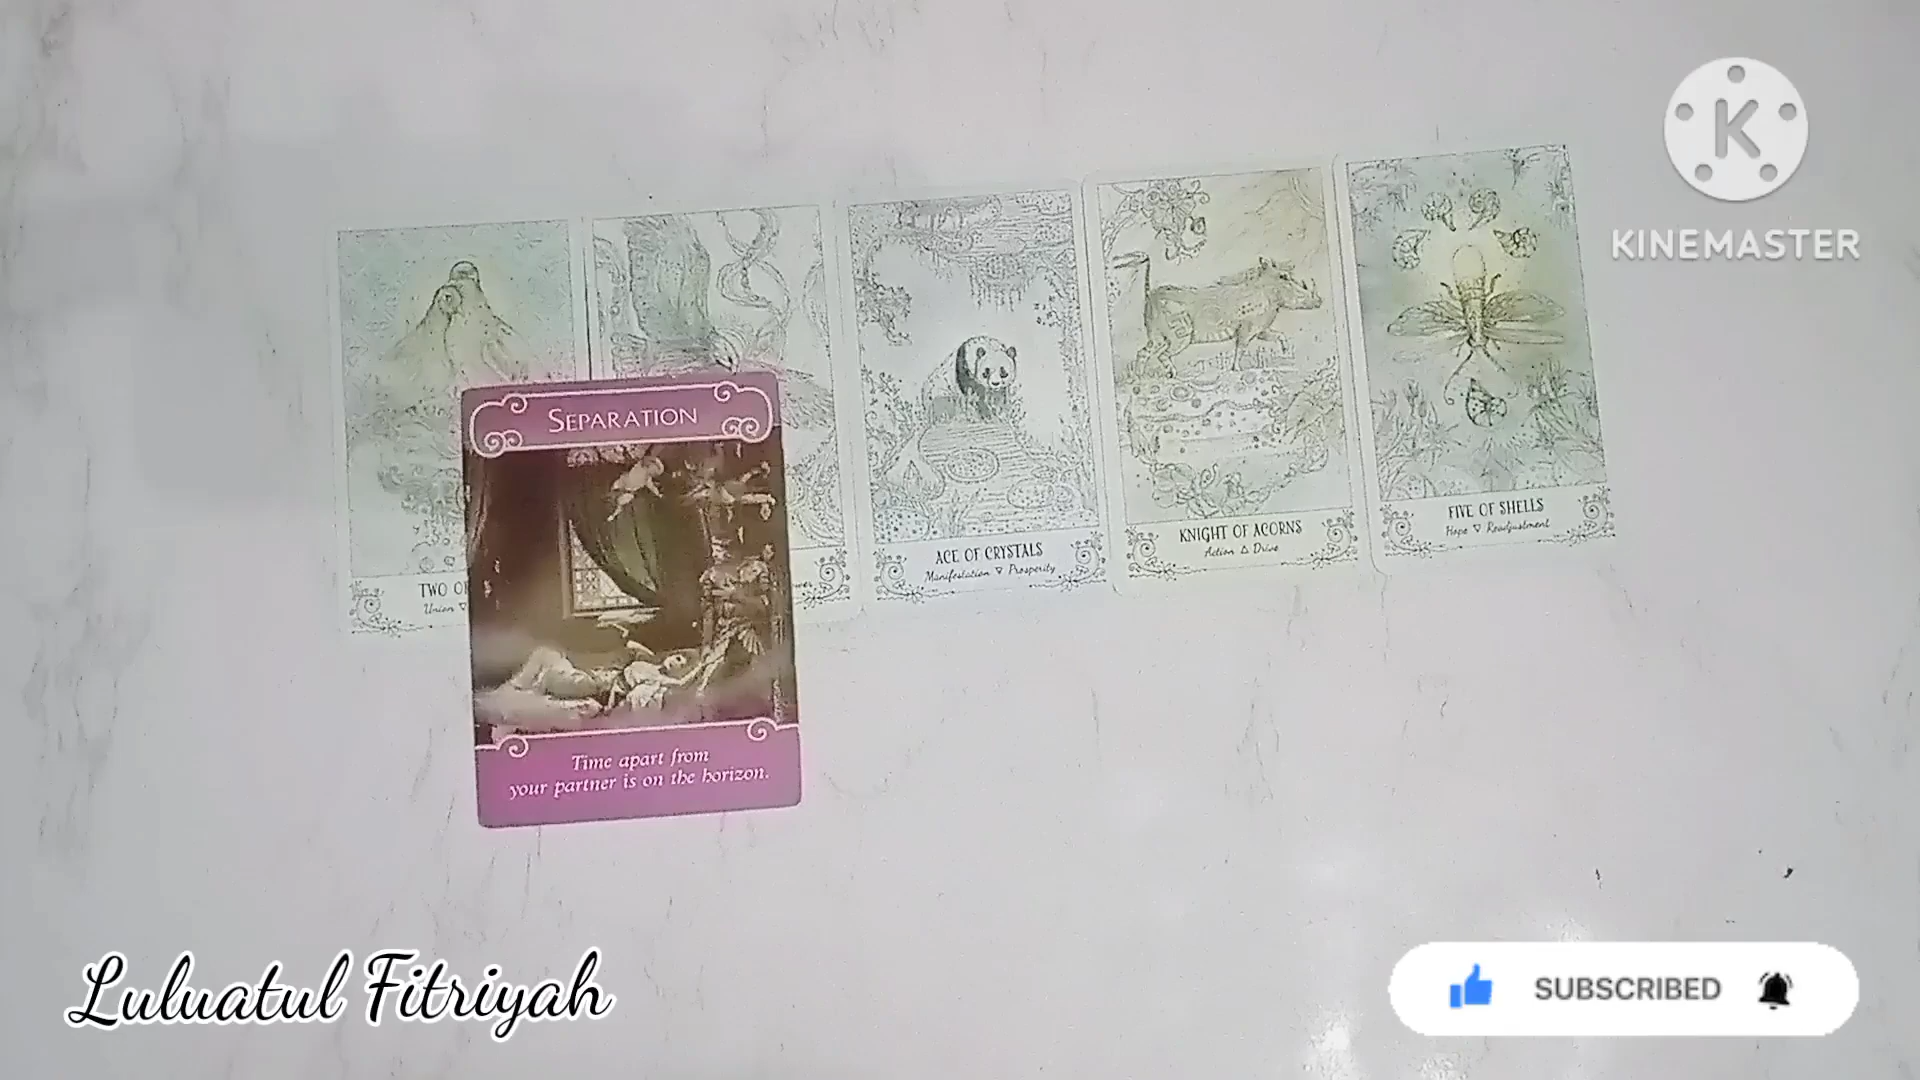 KINEMASTER
SEPARATION
TWO
Union
ACE OF CRYSTALS
Manifestation ▽ Prosperity
KNIGHT OF ACORNS
Action △ Drive
FIVE OF SHELLS
Hope ▽ Readjustment
Time apart from
your partner is on the horizon.
Luluatul Fitriyah
SUBSCRIBED